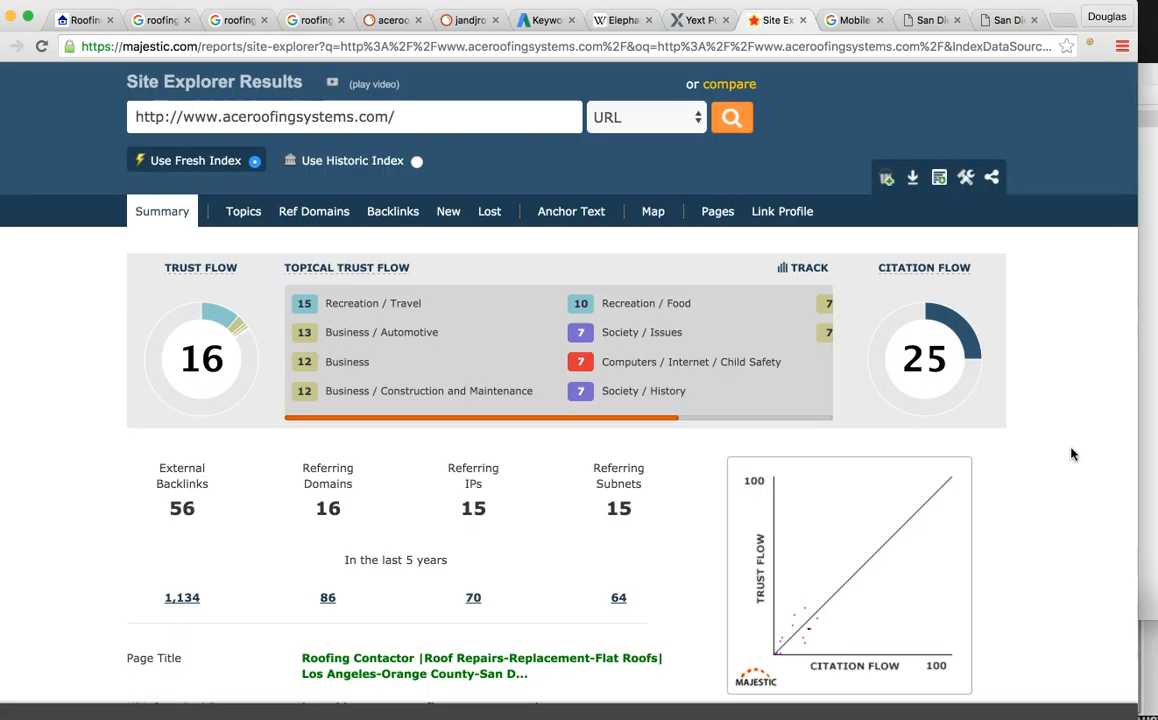 Roofin
roofing
roofing
roofing
aceroo
jandjro
Keywo
Elepha
Yext P
Site Ex
Mobile
San Di
San Di
Douglas
https://majestic.com/reports/site-explorer?q=http%3A%2F%2Fwww.aceroofingsystems.com%2F&oq=http%3A%2F%2Fwww.aceroofingsystems.com%2F&IndexDataSourc...
Site Explorer Results (play video) or compare
http://www.aceroofingsystems.com/ URL
Use Fresh Index Use Historic Index
Summary Topics Ref Domains Backlinks New Lost Anchor Text Map Pages Link Profile
TRUST FLOW TOPICAL TRUST FLOW TRACK CITATION FLOW
15 Recreation / Travel 10 Recreation / Food 7
13 Business / Automotive 7 Society / Issues 7
16 12 Business 7 Computers / Internet / Child Safety 25
12 Business / Construction and Maintenance 7 Society / History
External Referring Referring Referring
Backlinks Domains IPs Subnets
56 16 15 15
In the last 5 years
1,134 86 70 64
Page Title Roofing Contactor |Roof Repairs-Replacement-Flat Roofs|
Los Angeles-Orange County-San D...
100
TRUST FLOW
CITATION FLOW 100
MAJESTIC